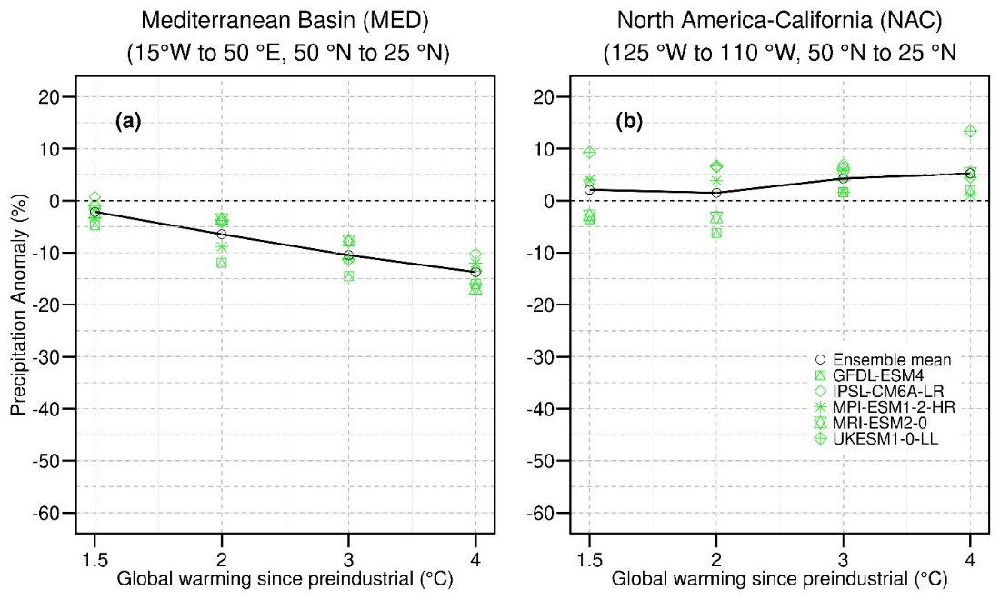 Mediterranean Basin (MED)
(15°W to 50 °E, 50 °N to 25 °N)
North America-California (NAC)
(125 °W to 110 °W, 50 °N to 25 °N
Precipitation Anomaly (%)
20
10
0
-10
-20
-30
-40
-50
-60
(a)
1.5 2 3 4
Global warming since preindustrial (°C)
20
10
0
-10
-20
-30
-40
-50
-60
(b)
Ensemble mean
GFDL-ESM4
IPSL-CM6A-LR
MPI-ESM1-2-HR
MRI-ESM2-0
UKESM1-0-LL
1.5 2 3 4
Global warming since preindustrial (°C)